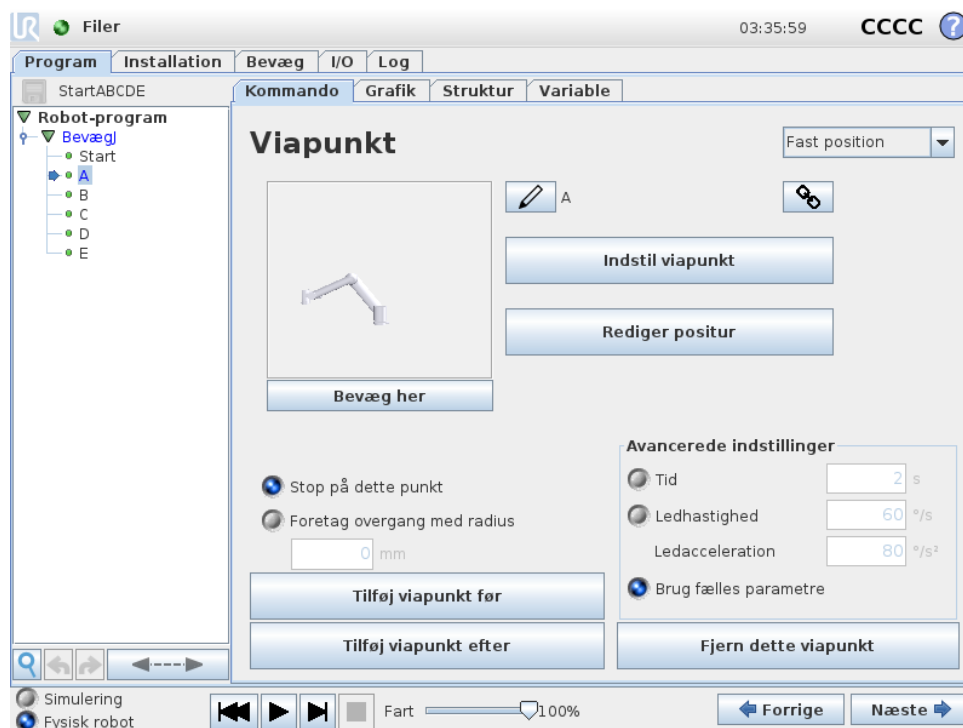 UR Filer 03:35:59 CCCC ?
Program Installation Bevæg I/O Log
StartABCDE
Kommando Grafik Struktur Variable
Robot-program
BevægJ
Start
A
B
C
D
E
Viapunkt
Fast position
A
Indstil viapunkt
Rediger positur
Bevæg her
Stop på dette punkt
Foretag overgang med radius
0 mm
Avancerede indstillinger
Tid 2 s
Ledhastighed 60 °/s
Ledacceleration 80 °/s²
Brug fælles parametre
Tilføj viapunkt før
Tilføj viapunkt efter
Fjern dette viapunkt
Simulering
Fysisk robot
Fart 100%
Forrige
Næste